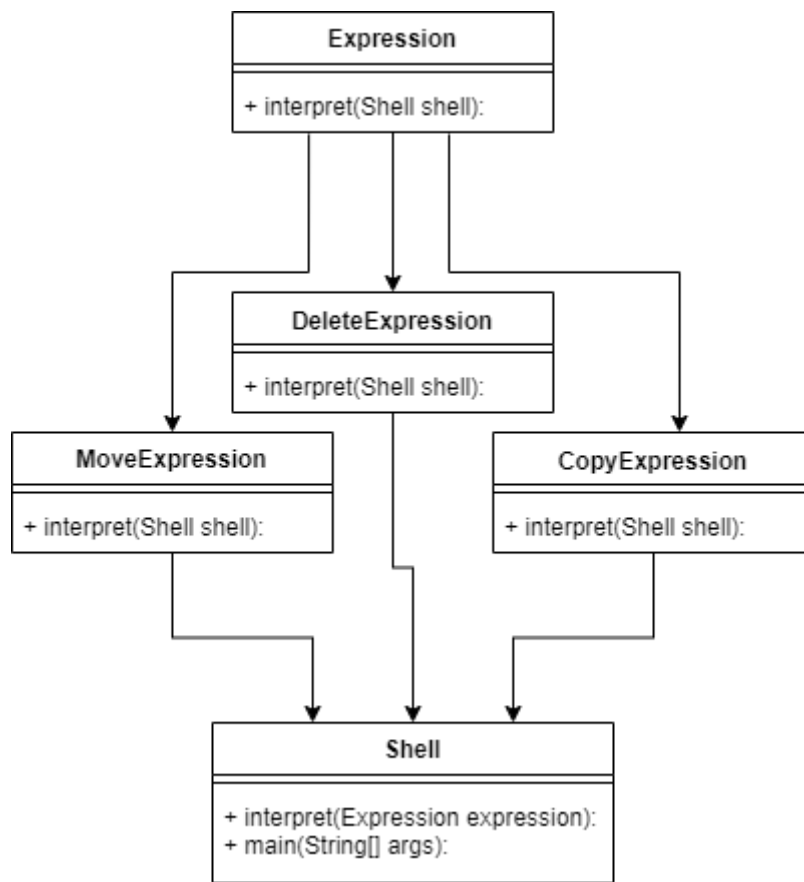 Expression
+ interpret(Shell shell):
DeleteExpression
+ interpret(Shell shell):
MoveExpression
+ interpret(Shell shell):
CopyExpression
+ interpret(Shell shell):
Shell
+ interpret(Expression expression):
+ main(String[] args):